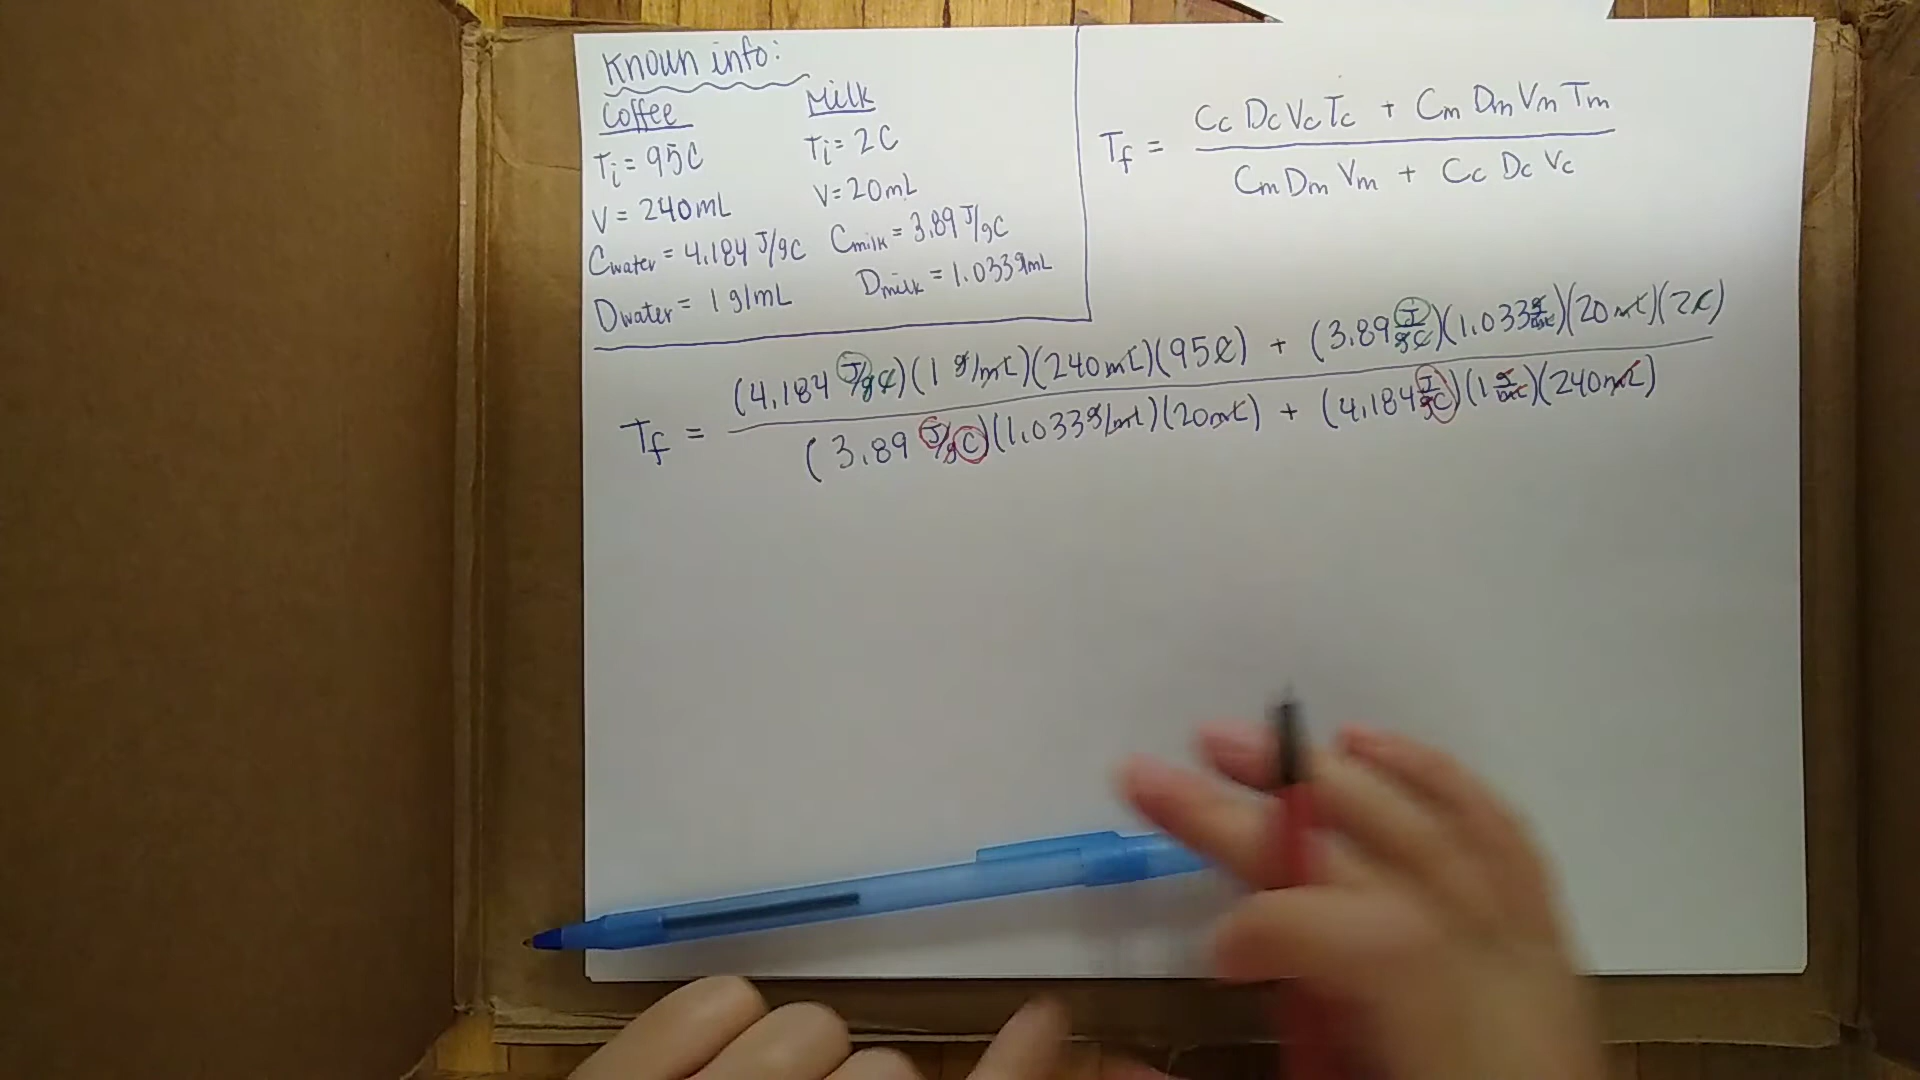 Known info:
Coffee
Ti = 95C
V = 240mL
Cwater = 4.184 J/gC
Dwater = 1 g/mL
Milk
Ti = 2C
V = 20mL
Cmilk = 3.89 J/gC
Dmilk = 1.033g/mL
Tf = CcDcVcTc + CmDmVmTm
CmDmVm + CcDcVc
Tf = (4.184 J/gC)(1 g/mL)(240mL)(95C) + (3.89 J/gC)(1.033 g/mL)(20mL)(2C)
(3.89 J/gC)(1.033g/mL)(20mL) + (4.184 J/gC)(1 g/mL)(240mL)